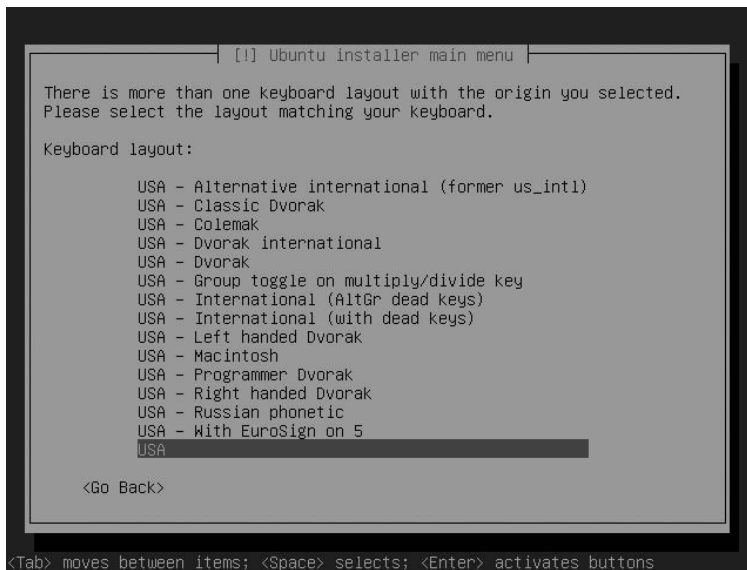 [!] Ubuntu installer main menu
There is more than one keyboard layout with the origin you selected.
Please select the layout matching your keyboard.
Keyboard layout:
USA - Alternative international (former us_intl)
USA - Classic Dvorak
USA - Colemak
USA - Dvorak international
USA - Dvorak
USA - Group toggle on multiply/divide key
USA - International (AltGr dead keys)
USA - International (with dead keys)
USA - Left handed Dvorak
USA - Macintosh
USA - Programmer Dvorak
USA - Right handed Dvorak
USA - Russian phonetic
USA - With EuroSign on 5
USA
<Go Back>
<Tab> moves between items; <Space> selects; <Enter> activates buttons